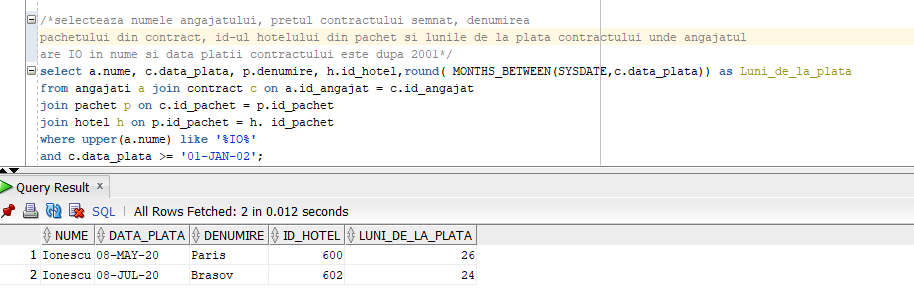 /*selecteaza numele angajatului, pretul contractului semnat, denumirea
pachetului din contract, id-ul hotelului din pachet si lunile de la plata contractului unde angajatul
are IO in nume si data platii contractului este dupa 2001*/
select a.nume, c.data_plata, p.denumire, h.id_hotel,round( MONTHS_BETWEEN(SYSDATE,c.data_plata)) as Luni_de_la_plata
from angajati a join contract c on a.id_angajat = c.id_angajat
join pachet p on c.id_pachet = p.id_pachet
join hotel h on p.id_pachet = h. id_pachet
where upper(a.nume) like '%IO%'
and c.data_plata >= '01-JAN-02';
Query Result x
SQL | All Rows Fetched: 2 in 0.012 seconds
NUME DATA_PLATA DENUMIRE ID_HOTEL LUNI_DE_LA_PLATA
1 Ionescu 08-MAY-20 Paris 600 26
2 Ionescu 08-JUL-20 Brasov 602 24